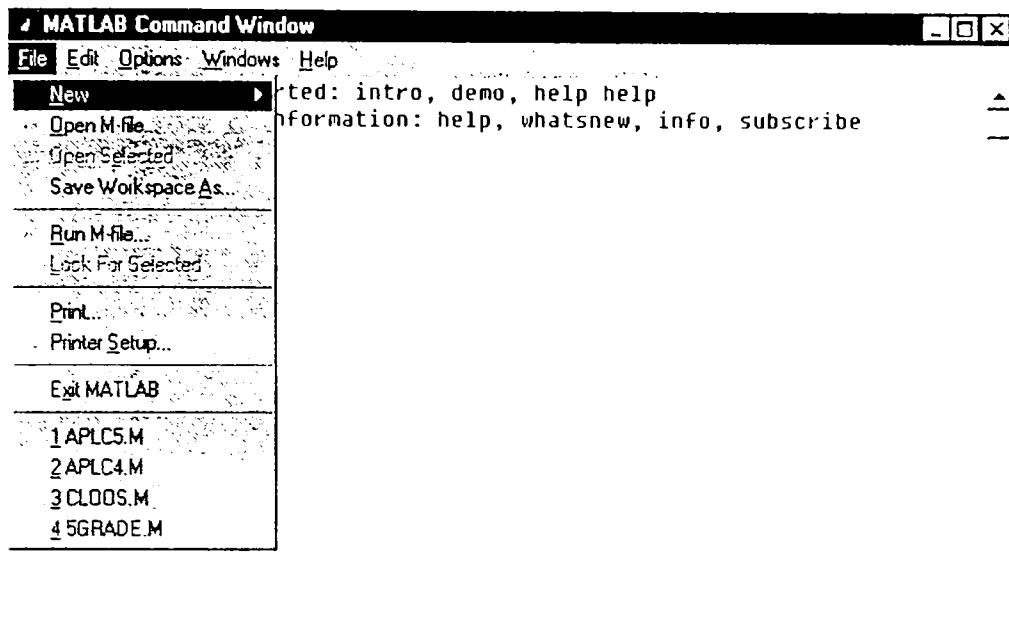 MATLAB Command Window
File Edit Options Windows Help
New
rted: intro, demo, help help
Open M-file...
nformation: help, whatsnew, info, subscribe
Open Selected
Save Workspace As...
Run M-file...
Look For Selected
Print...
Printer Setup...
Exit MATLAB
1 APLC5.M
2 APLC4.M
3 CLOOS.M
4 5GRADE.M